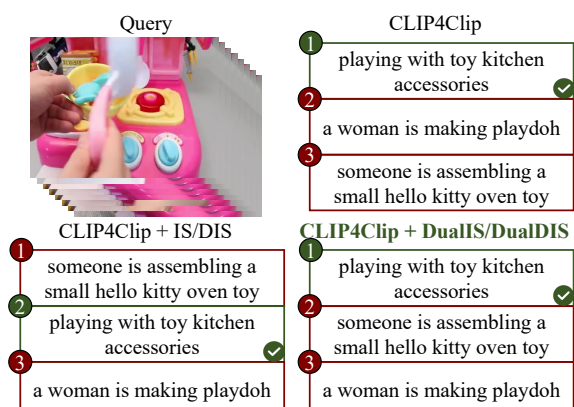 Query
CLIP4Clip
1
playing with toy kitchen
accessories
2
a woman is making playdoh
3
someone is assembling a
small hello kitty oven toy
CLIP4Clip + IS/DIS
1
someone is assembling a
small hello kitty oven toy
2
playing with toy kitchen
accessories
3
a woman is making playdoh
CLIP4Clip + DualIS/DualDIS
1
playing with toy kitchen
accessories
2
someone is assembling a
small hello kitty oven toy
3
a woman is making playdoh